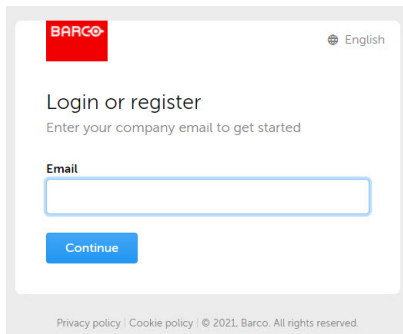 BARCO
English
Login or register
Enter your company email to get started
Email
Continue
Privacy policy | Cookie policy | © 2021, Barco. All rights reserved.